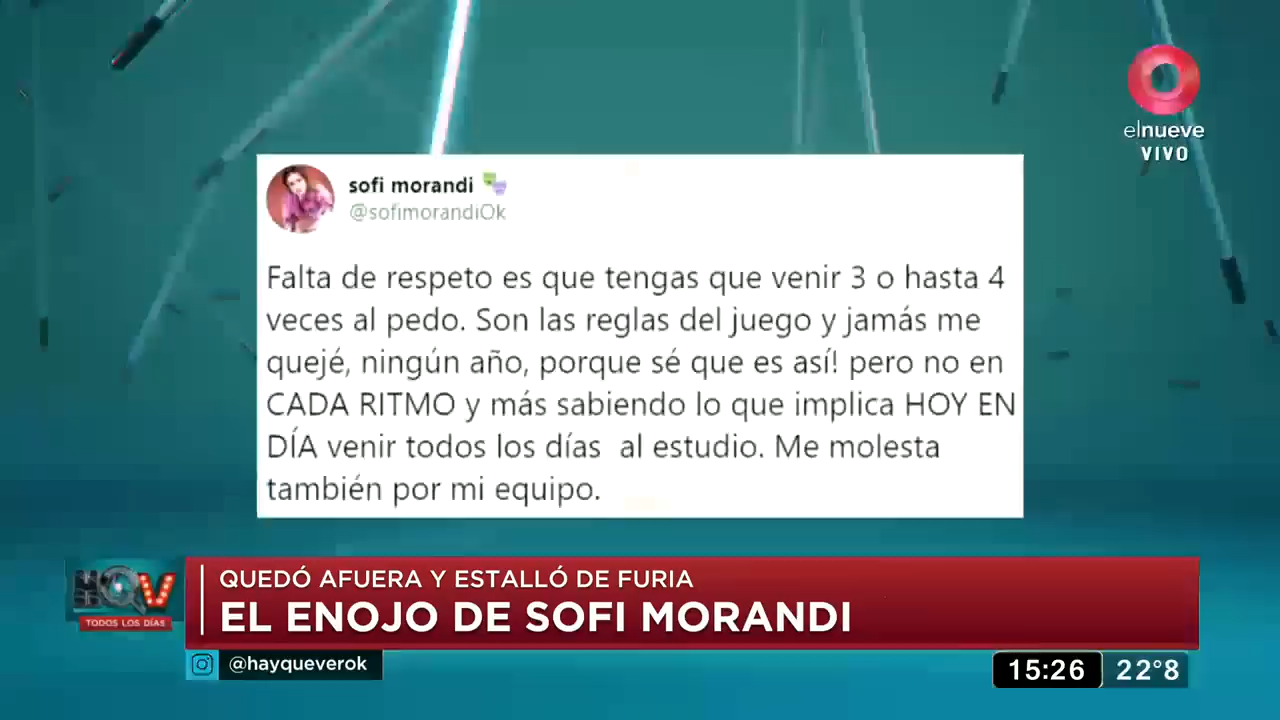 elnueve
VIVO
sofi morandi
@sofimorandiOk
Falta de respeto es que tengas que venir 3 o hasta 4
veces al pedo. Son las reglas del juego y jamás me
quejé, ningún año, porque sé que es así! pero no en
CADA RITMO y más sabiendo lo que implica HOY EN
DÍA venir todos los días  al estudio. Me molesta
también por mi equipo.
HQV
TODOS LOS DÍAS
QUEDÓ AFUERA Y ESTALLÓ DE FURIA
EL ENOJO DE SOFI MORANDI
@hayqueverok
15:26 22°8